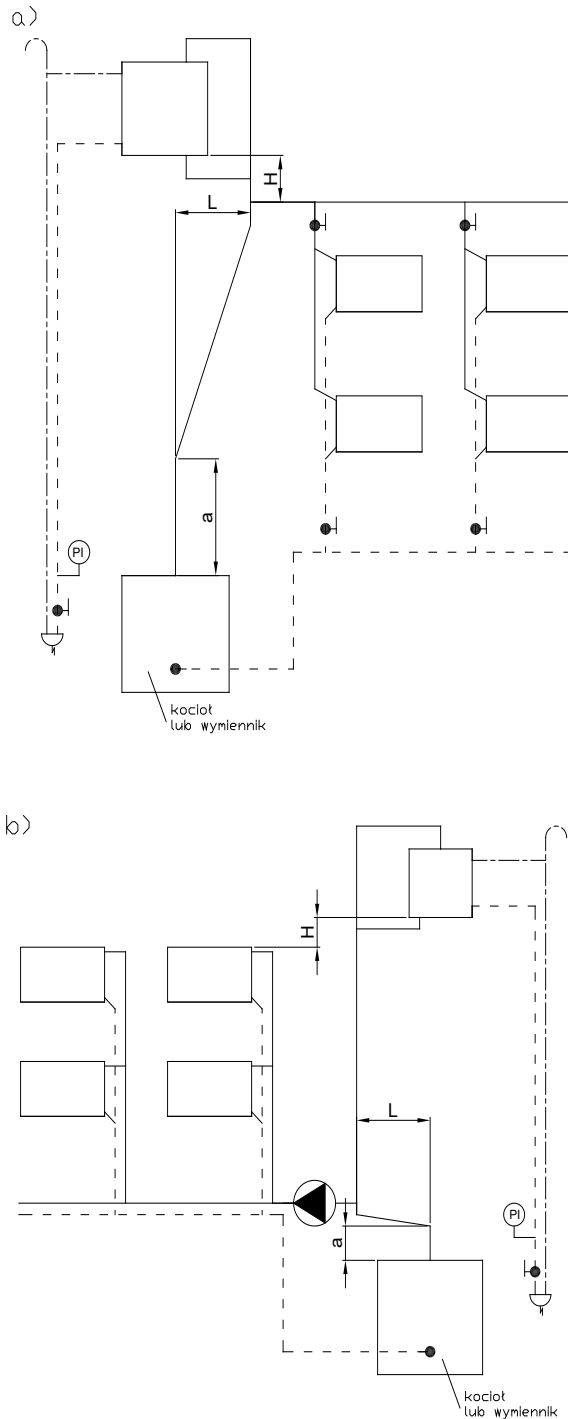 a)
H
L
a
PI
kocioł
lub wymiennik
b)
H
L
PI
a
kocioł
lub wymiennik